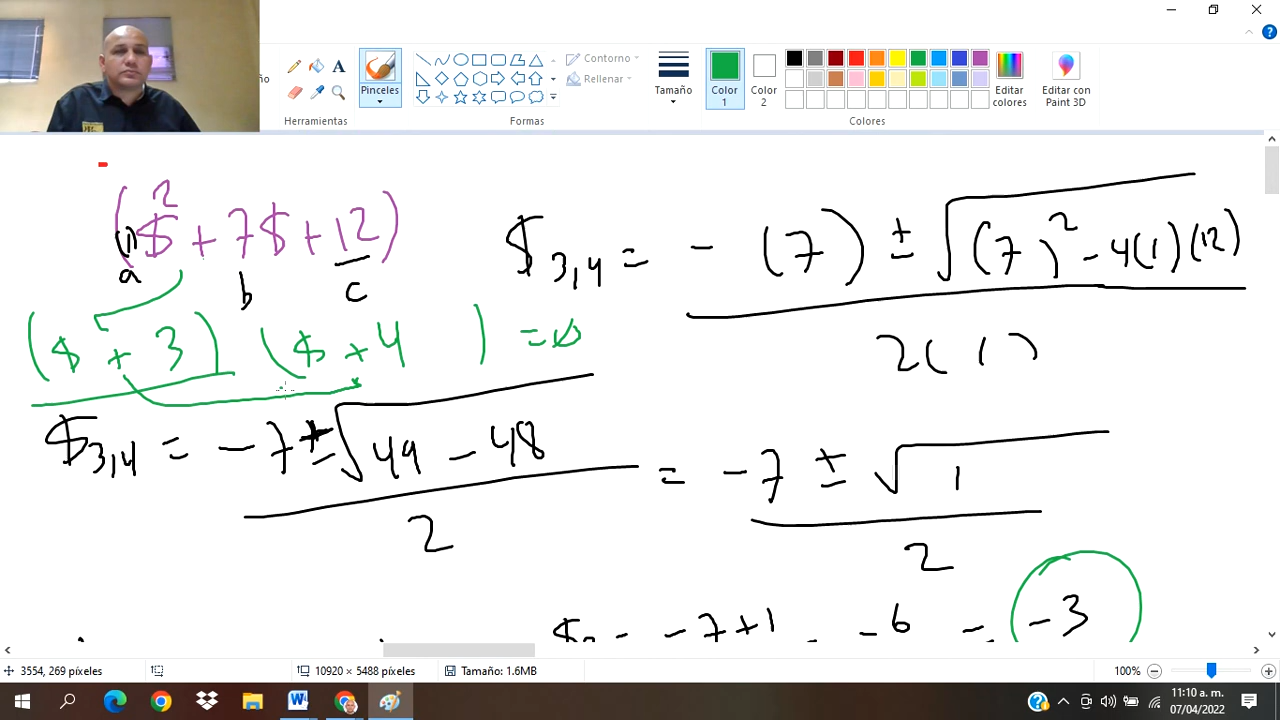 Contorno
Rellenar
Pinceles
Tamaño
Color 1
Color 2
Editar colores
Editar con Paint 3D
Herramientas
Formas
Colores
($² + 7$ + 12)
(1)
a
b
c
$3,4 = -(7) ± √((7)² - 4(1)(12))
2(1)
($ + 3) ($ + 4) = 0
$3,4 = -7 ± √(49 - 48) = -7 ± √1
2
2
-7+1
-6
= -3
3554, 269 píxeles
10920 × 5488 píxeles
Tamaño: 1.6MB
100%
11:10 a. m.
07/04/2022